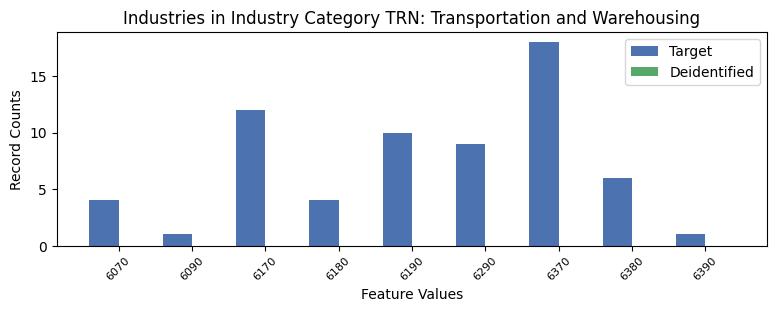 Industries in Industry Category TRN: Transportation and Warehousing
Target
Deidentified
Record Counts
15
10
5
0
6070 6090 6170 6180 6190 6290 6370 6380 6390
Feature Values